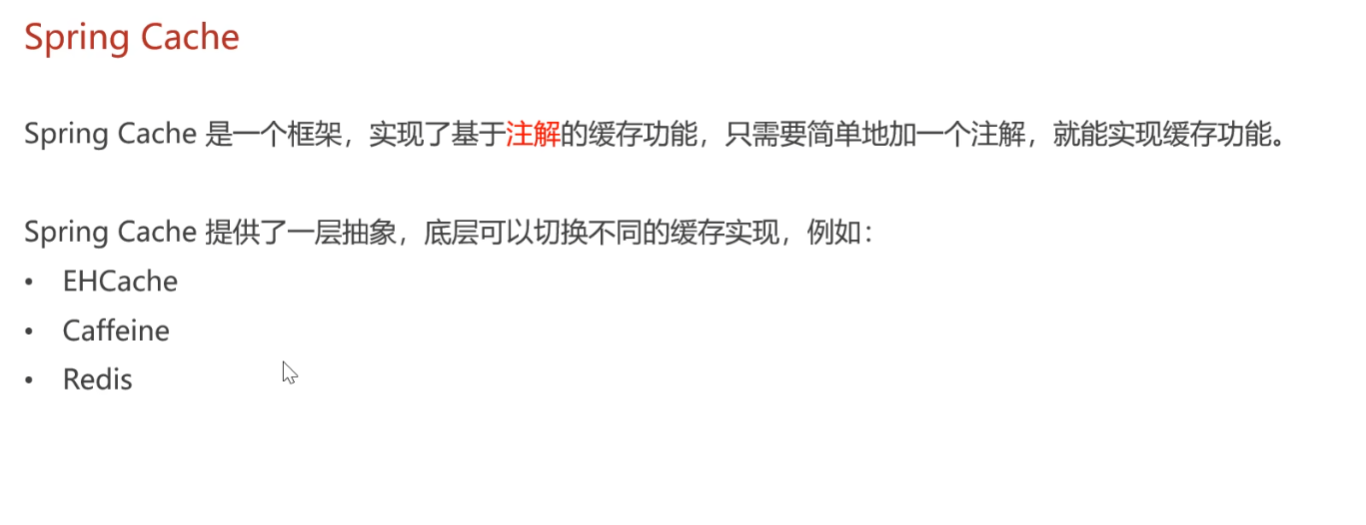 Spring Cache
Spring Cache 是一个框架，实现了基于注解的缓存功能，只需要简单地加一个注解，就能实现缓存功能。
Spring Cache 提供了一层抽象，底层可以切换不同的缓存实现，例如：
• EHCache
• Caffeine
• Redis